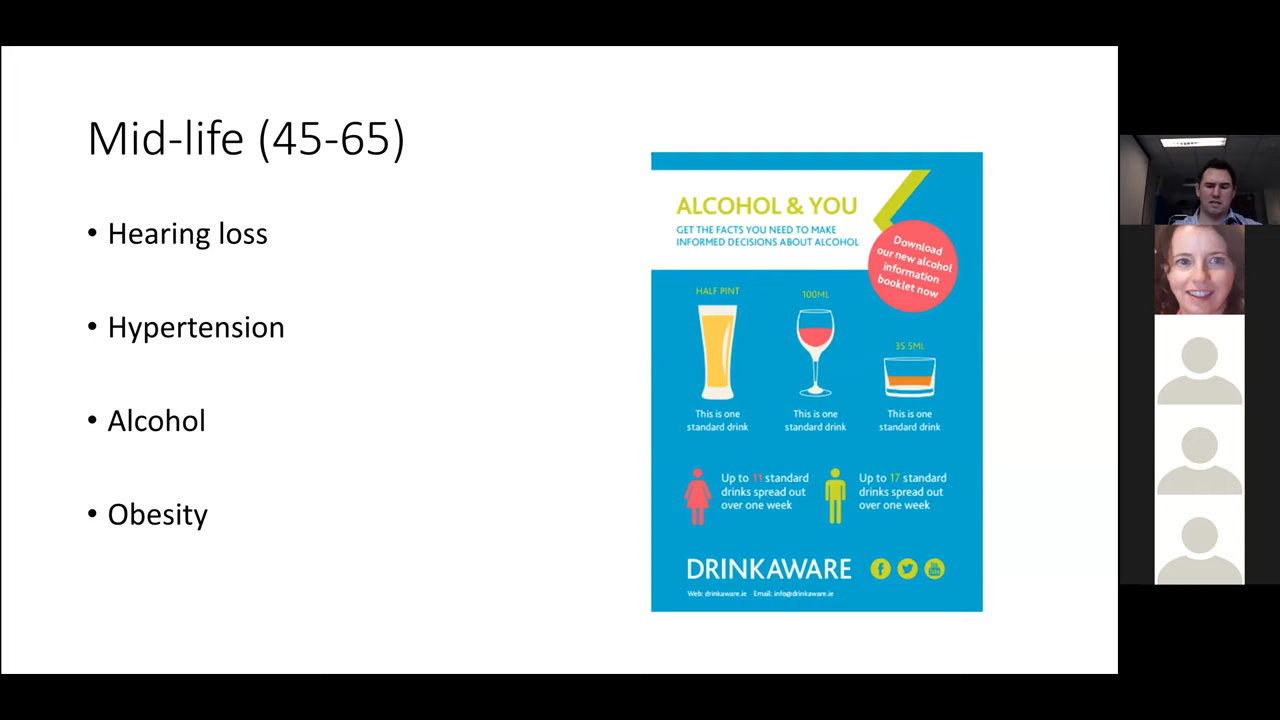 Mid-life (45-65)
• Hearing loss
• Hypertension
• Alcohol
• Obesity
ALCOHOL & YOU
GET THE FACTS YOU NEED TO MAKE
INFORMED DECISIONS ABOUT ALCOHOL
Download
our new alcohol
information
booklet now
HALF PINT
100ML
35.5ML
This is one
standard drink
This is one
standard drink
This is one
standard drink
Up to 11 standard
drinks spread out
over one week
Up to 17 standard
drinks spread out
over one week
DRINKAWARE
Web: drinkaware.ie Email: info@drinkaware.ie